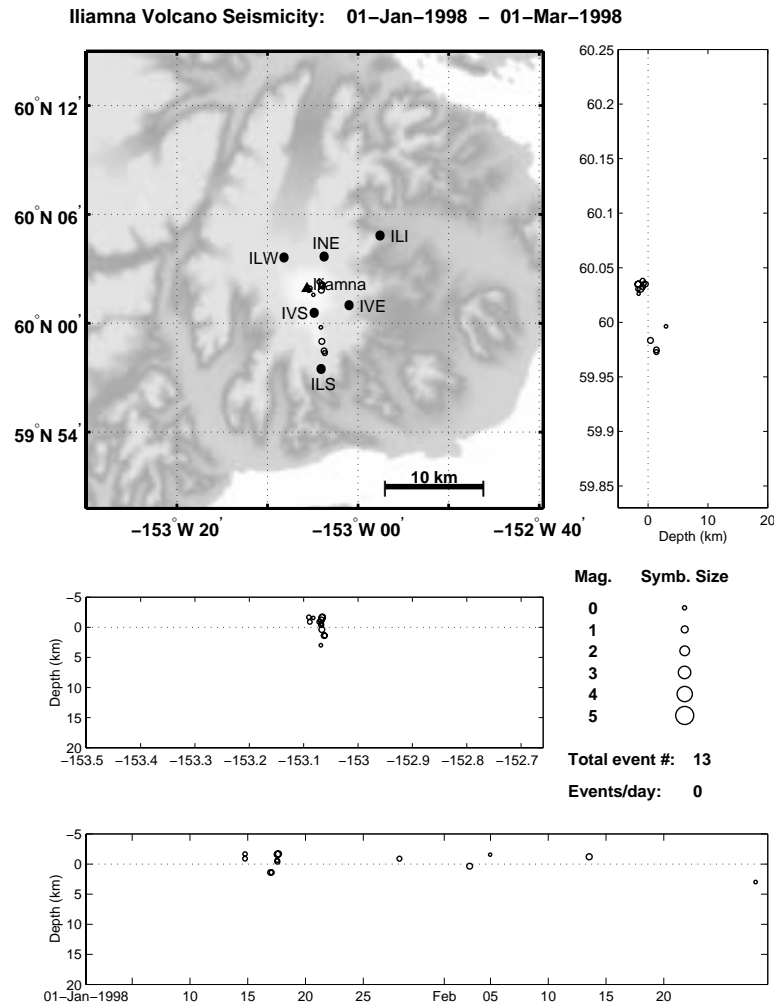 Iliamna Volcano Seismicity: 01−Jan−1998 − 01−Mar−1998
60°N 12'
60°N 06'
60°N 00'
59°N 54'
ILI
INE
ILW
Iliamna
IVE
IVS
ILS
10 km
−153°W 20'
−153°W 00'
−152°W 40'
60.25
60.2
60.15
60.1
60.05
60
59.95
59.9
59.85
0 10 20
Depth (km)
−5
0
5
10
15
20
Depth (km)
−153.5 −153.4 −153.3 −153.2 −153.1 −153 −152.9 −152.8 −152.7
Mag. Symb. Size
0
1
2
3
4
5
Total event #: 13
Events/day: 0
−5
0
5
10
15
20
Depth (km)
01−Jan−1998 10 15 20 25 Feb 05 10 15 20